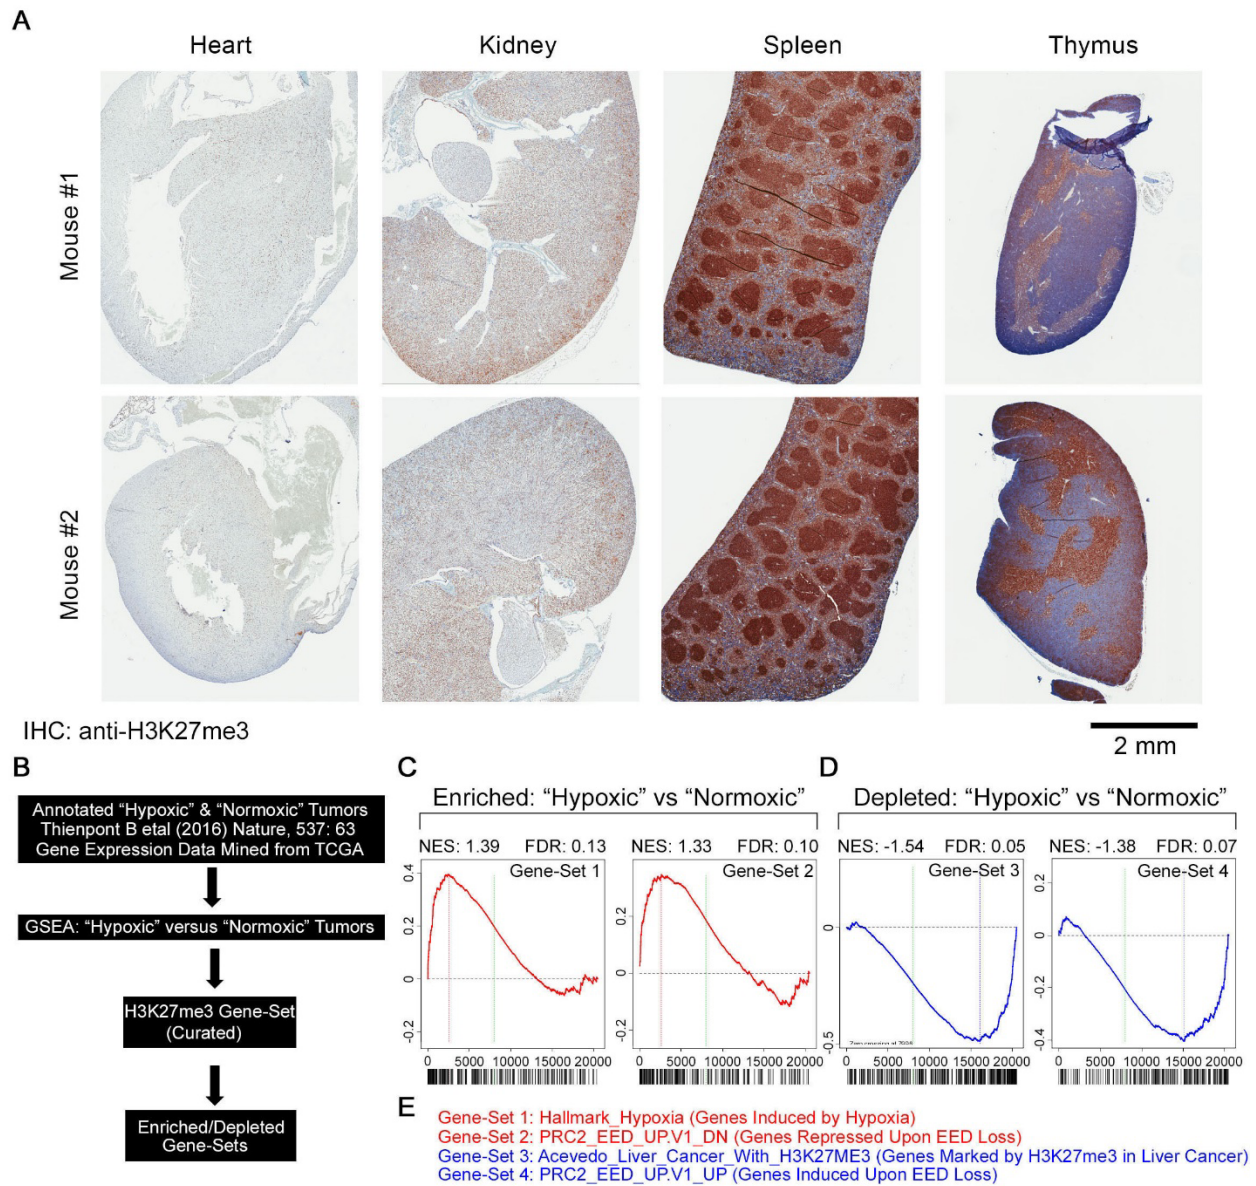 A
Heart Kidney Spleen Thymus
Mouse #1
Mouse #2
IHC: anti-H3K27me3
2 mm
B
Annotated “Hypoxic” & “Normoxic” Tumors
Thienpont B etal (2016) Nature, 537: 63
Gene Expression Data Mined from TCGA
GSEA: “Hypoxic” versus “Normoxic” Tumors
H3K27me3 Gene-Set
(Curated)
Enriched/Depleted
Gene-Sets
C
Enriched: “Hypoxic” vs “Normoxic”
NES: 1.39 FDR: 0.13
Gene-Set 1
0.4
0.2
0
-0.2
0 5000 10000 15000 20000
NES: 1.33 FDR: 0.10
Gene-Set 2
0.2
0
-0.2
0 5000 10000 15000 20000
D
Depleted: “Hypoxic” vs “Normoxic”
NES: -1.54 FDR: 0.05
Gene-Set 3
0
-0.5
0 5000 10000 15000 20000
NES: -1.38 FDR: 0.07
Gene-Set 4
0.2
0
-0.2
-0.4
0 5000 10000 15000 20000
E
Gene-Set 1: Hallmark_Hypoxia (Genes Induced by Hypoxia)
Gene-Set 2: PRC2_EED_UP.V1_DN (Genes Repressed Upon EED Loss)
Gene-Set 3: Acevedo_Liver_Cancer_With_H3K27ME3 (Genes Marked by H3K27me3 in Liver Cancer)
Gene-Set 4: PRC2_EED_UP.V1_UP (Genes Induced Upon EED Loss)